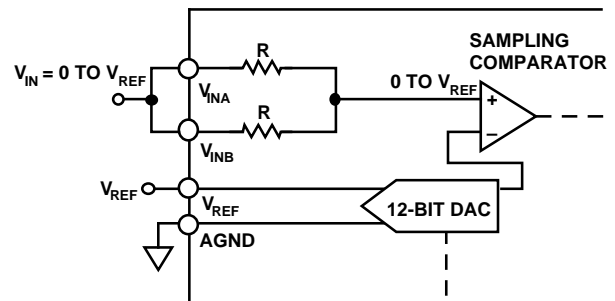 R
SAMPLING
COMPARATOR
V_IN = 0 TO V_REF
V_INA
0 TO V_REF
+
R
–
V_INB
V_REF
V_REF
12-BIT DAC
AGND